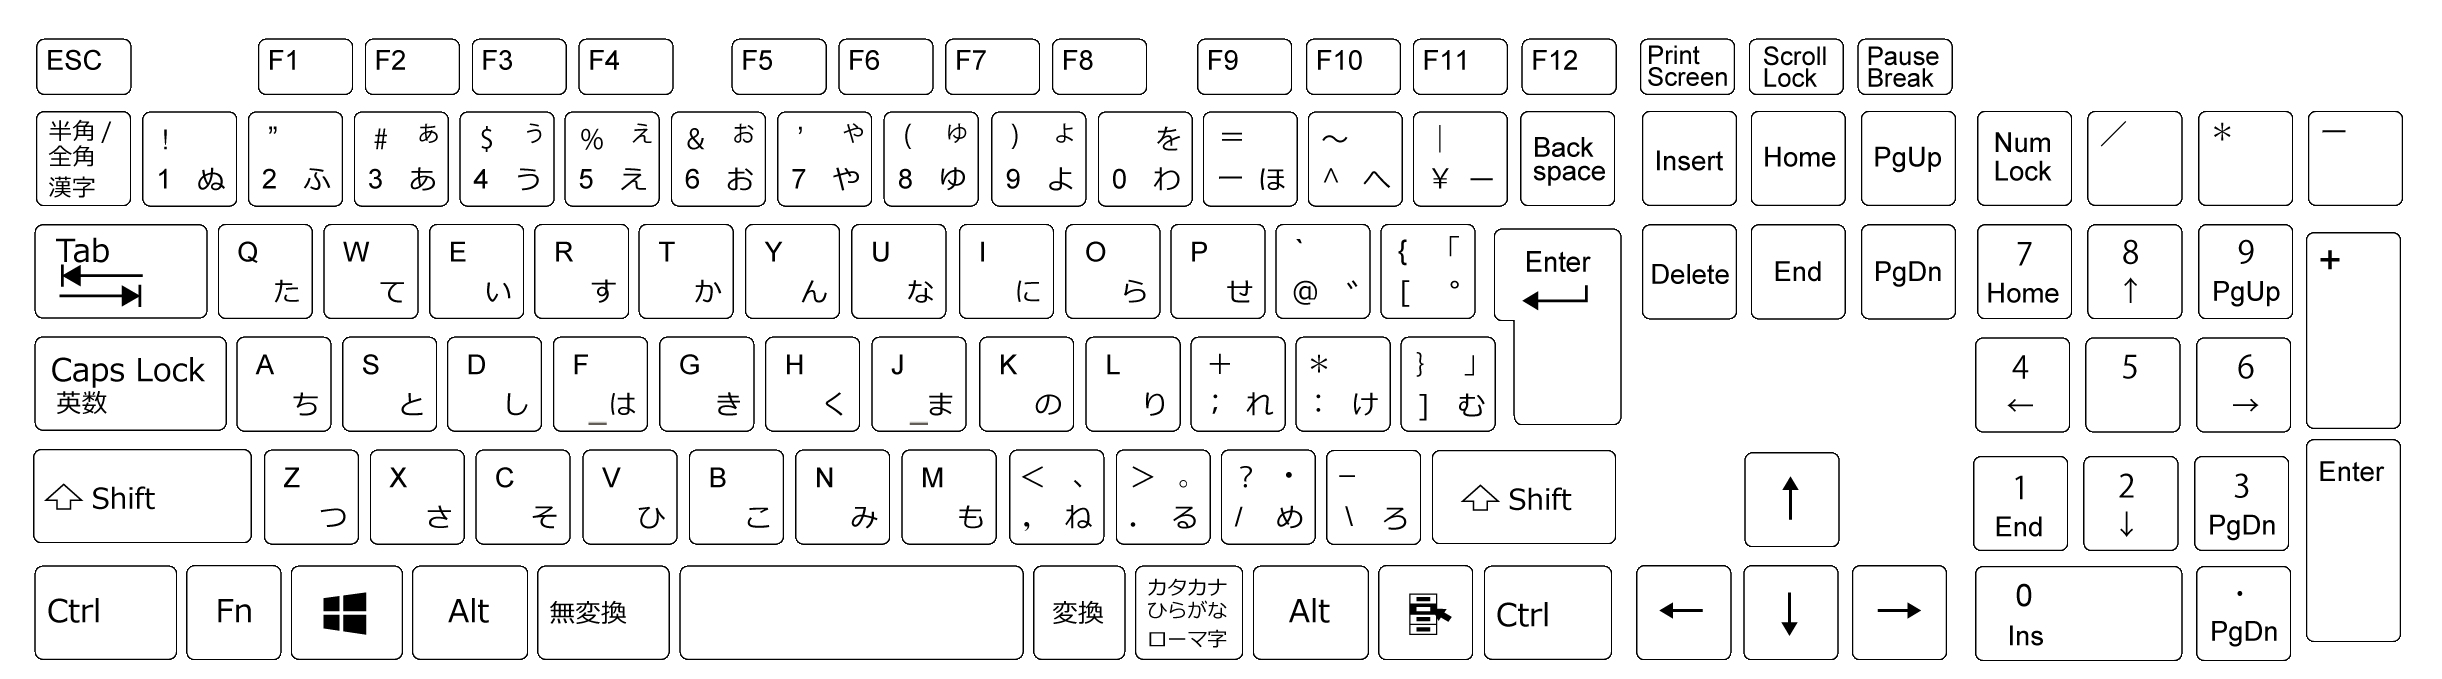 ESC F1 F2 F3 F4 F5 F6 F7 F8 F9 F10 F11 F12 Print Screen Scroll Lock Pause Break
半角/全角 漢字 ! 1 ぬ ” 2 ふ # ぁ 3 あ $ ぅ 4 う % ぇ 5 え & ぉ 6 お ’ ゃ 7 や ( ゅ 8 ゆ ) ょ 9 よ を 0 わ = ー ほ ～ ^ へ | ¥ ー Back space Insert Home PgUp Num Lock ／ * －
Tab Q た W て E い R す T か Y ん U な I に O ら P せ ` @ ゛ { 「 [ ° Enter Delete End PgDn 7 Home 8 ↑ 9 PgUp +
Caps Lock 英数 A ち S と D し F _は G き H く J _ま K の L り + ; れ * : け } 」 ] む 4 ← 5 6 →
Shift Z つ X さ C そ V ひ B こ N み M も < 、 , ね > 。 . る ? ・ / め _ \ ろ Shift ↑ 1 End 2 ↓ 3 PgDn Enter
Ctrl Fn Alt 無変換 変換 カタカナ ひらがな ローマ字 Alt Ctrl ← ↓ → 0 Ins . PgDn